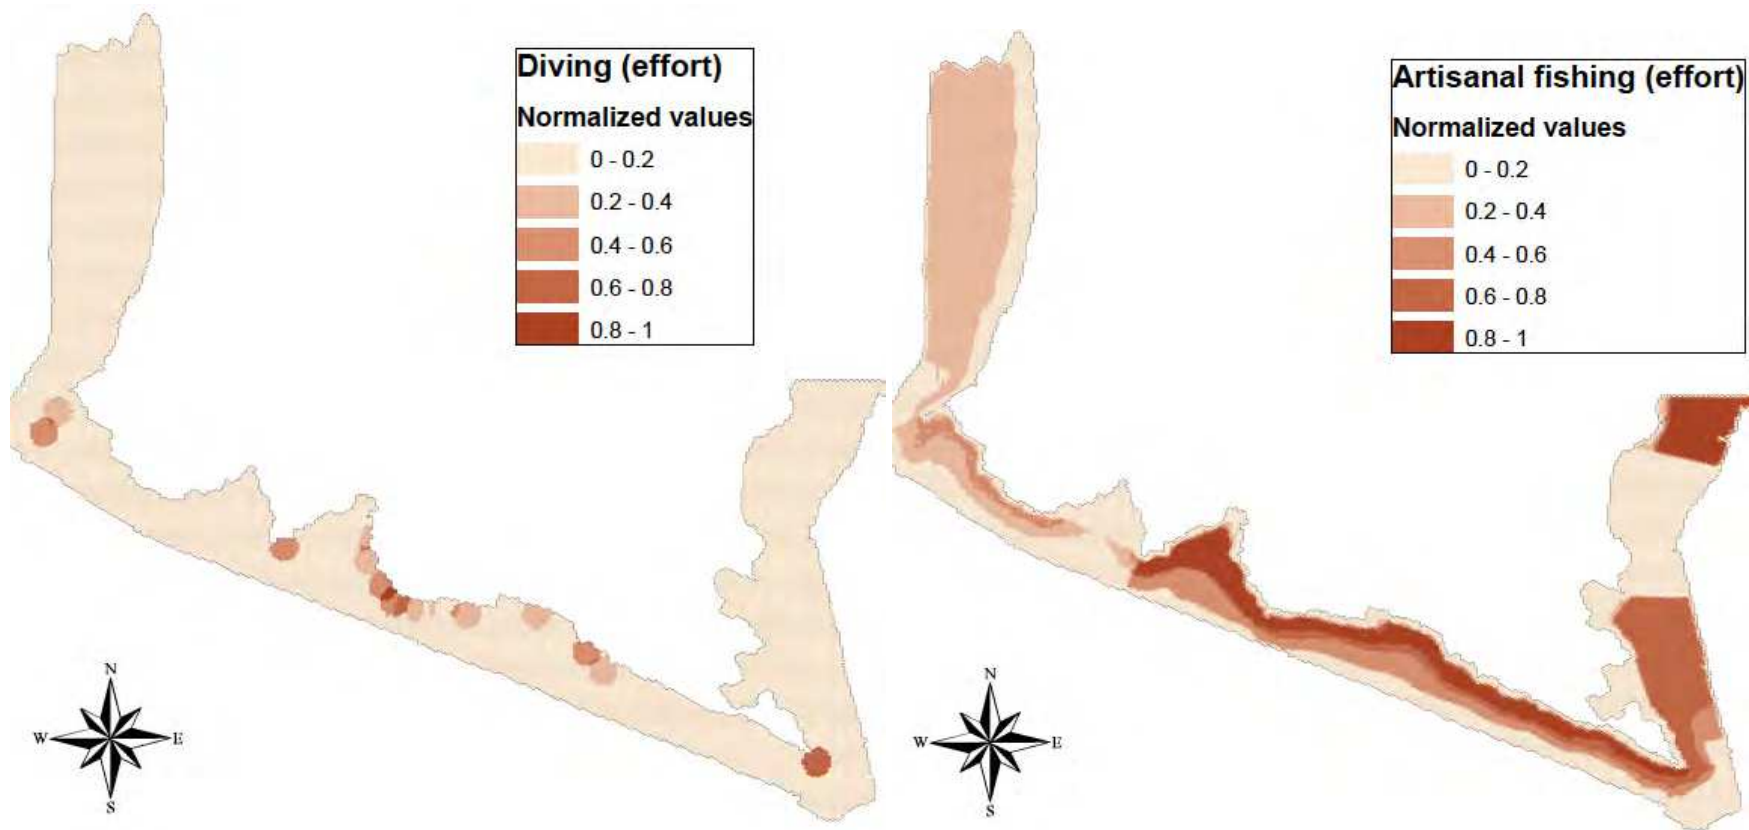 Diving (effort)
Normalized values
0 - 0.2
0.2 - 0.4
0.4 - 0.6
0.6 - 0.8
0.8 - 1
N
W E
S
Artisanal fishing (effort)
Normalized values
0 - 0.2
0.2 - 0.4
0.4 - 0.6
0.6 - 0.8
0.8 - 1
N
W E
S